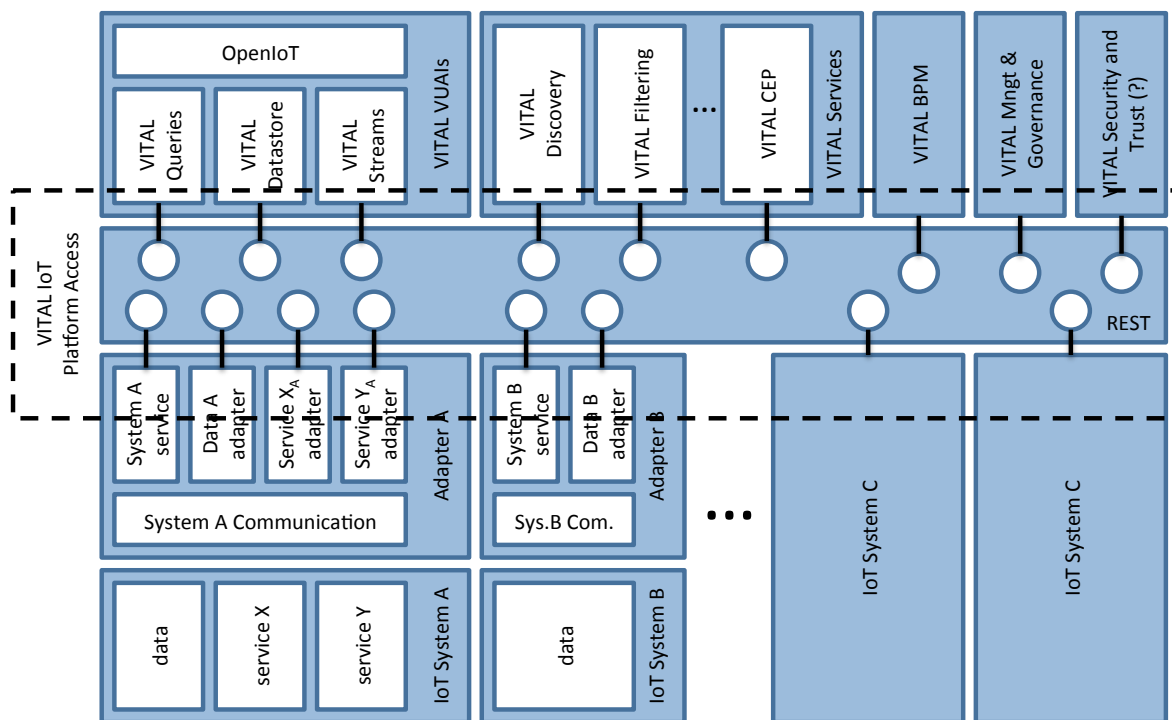 OpenIoT
VITAL
Queries
VITAL
Datastore
VITAL
Streams
VITAL VUAIs
VITAL
Discovery
VITAL Filtering
...
VITAL CEP
VITAL Services
VITAL BPM
VITAL Mngt &
Governance
VITAL Security and
Trust (?)
VITAL IoT
Platform Access
REST
System A
service
Data A
adapter
Service XA
adapter
Service YA
adapter
Adapter A
System A Communication
System B
service
Data B
adapter
Adapter B
Sys.B Com.
...
IoT System C
IoT System C
data
service X
service Y
IoT System A
data
IoT System B